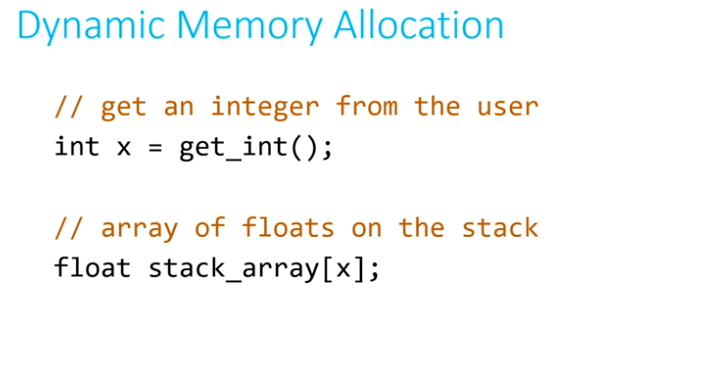 Dynamic Memory Allocation
// get an integer from the user
int x = get_int();
// array of floats on the stack
float stack_array[x];